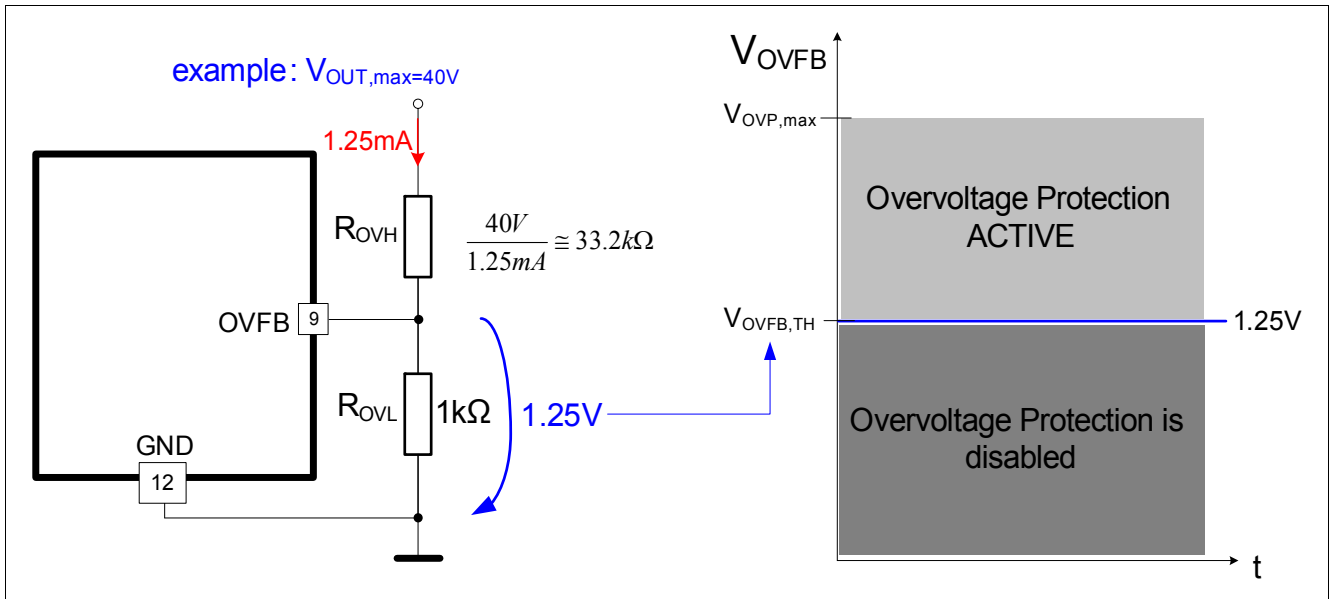 example: VOUT,max=40V
1.25mA
ROVH
40V
1.25mA
≅ 33.2kΩ
OVFB
9
ROVL
1kΩ
1.25V
GND
12
VOVFB
VOVP,max
Overvoltage Protection
ACTIVE
VOVFB,TH
1.25V
Overvoltage Protection is
disabled
t